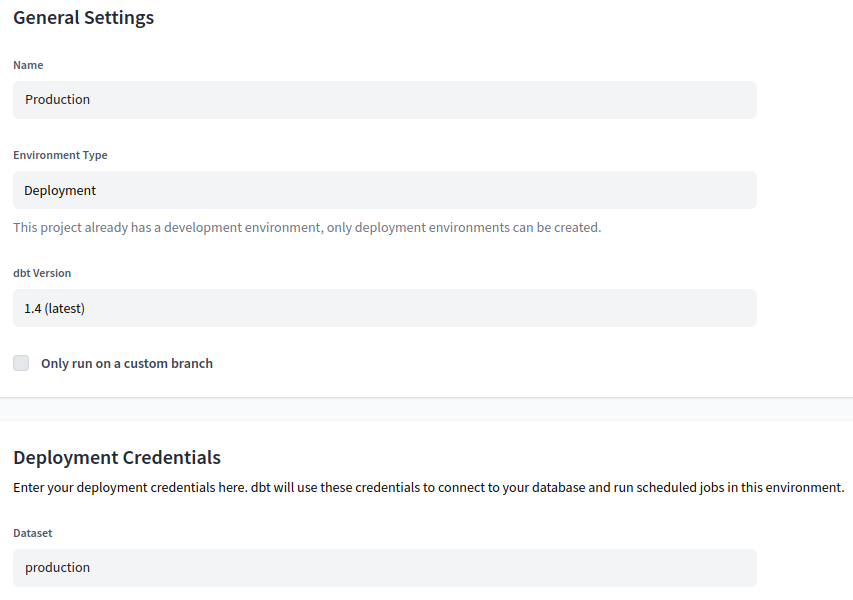 General Settings
Name
Production
Environment Type
Deployment
This project already has a development environment, only deployment environments can be created.
dbt Version
1.4 (latest)
Only run on a custom branch
Deployment Credentials
Enter your deployment credentials here. dbt will use these credentials to connect to your database and run scheduled jobs in this environment.
Dataset
production